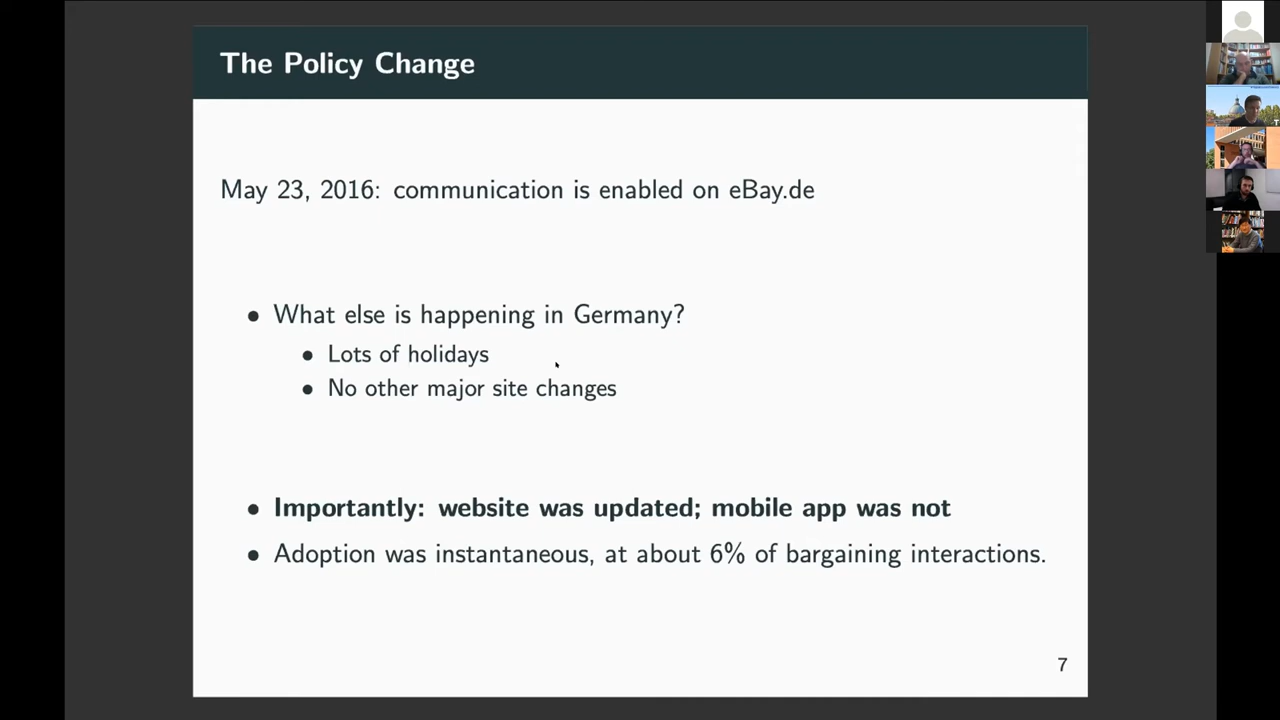 The Policy Change
May 23, 2016: communication is enabled on eBay.de
• What else is happening in Germany?
• Lots of holidays
• No other major site changes
• Importantly: website was updated; mobile app was not
• Adoption was instantaneous, at about 6% of bargaining interactions.
7